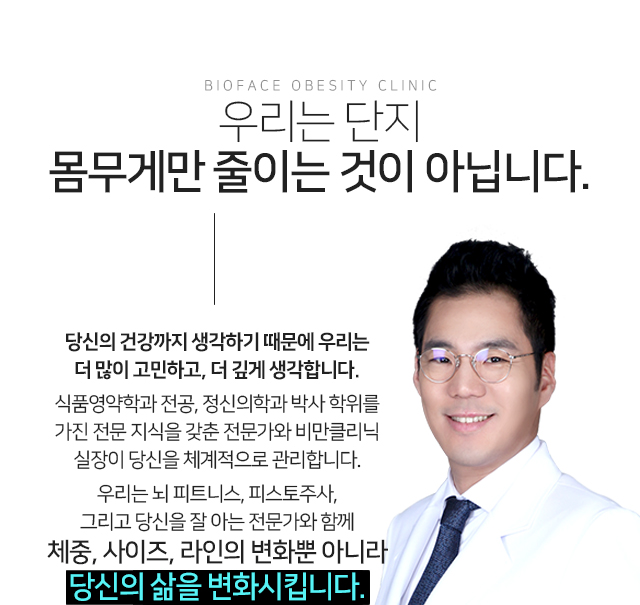 BIOFACE OBESITY CLINIC
우리는 단지
몸무게만 줄이는 것이 아닙니다.
당신의 건강까지 생각하기 때문에 우리는
더 많이 고민하고, 더 깊게 생각합니다.
식품영약학과 전공, 정신의학과 박사 학위를
가진 전문 지식을 갖춘 전문가와 비만클리닉
실장이 당신을 체계적으로 관리합니다.
우리는 뇌 피트니스, 피스토주사,
그리고 당신을 잘 아는 전문가와 함께
체중, 사이즈, 라인의 변화뿐 아니라
당신의 삶을 변화시킵니다.